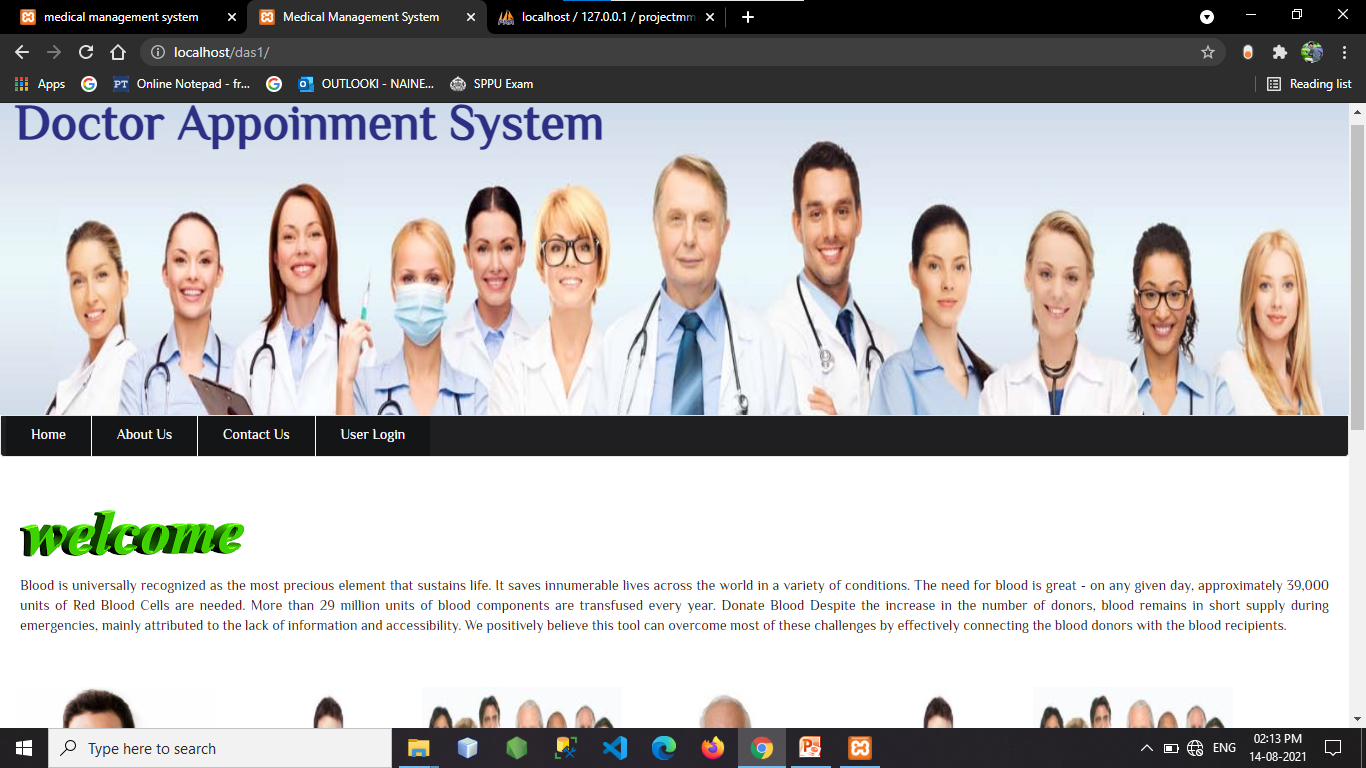 medical management system
Medical Management System
localhost / 127.0.0.1 / projectmm
localhost/das1/
Apps
PT
Online Notepad - fr...
OUTLOOKI - NAINE...
SPPU Exam
Reading list
Doctor Appoinment System
Home
About Us
Contact Us
User Login
welcome
Blood is universally recognized as the most precious element that sustains life. It saves innumerable lives across the world in a variety of conditions. The need for blood is great - on any given day, approximately 39,000
units of Red Blood Cells are needed. More than 29 million units of blood components are transfused every year. Donate Blood Despite the increase in the number of donors, blood remains in short supply during
emergencies, mainly attributed to the lack of information and accessibility. We positively believe this tool can overcome most of these challenges by effectively connecting the blood donors with the blood recipients.
Type here to search
ENG
02:13 PM
14-08-2021